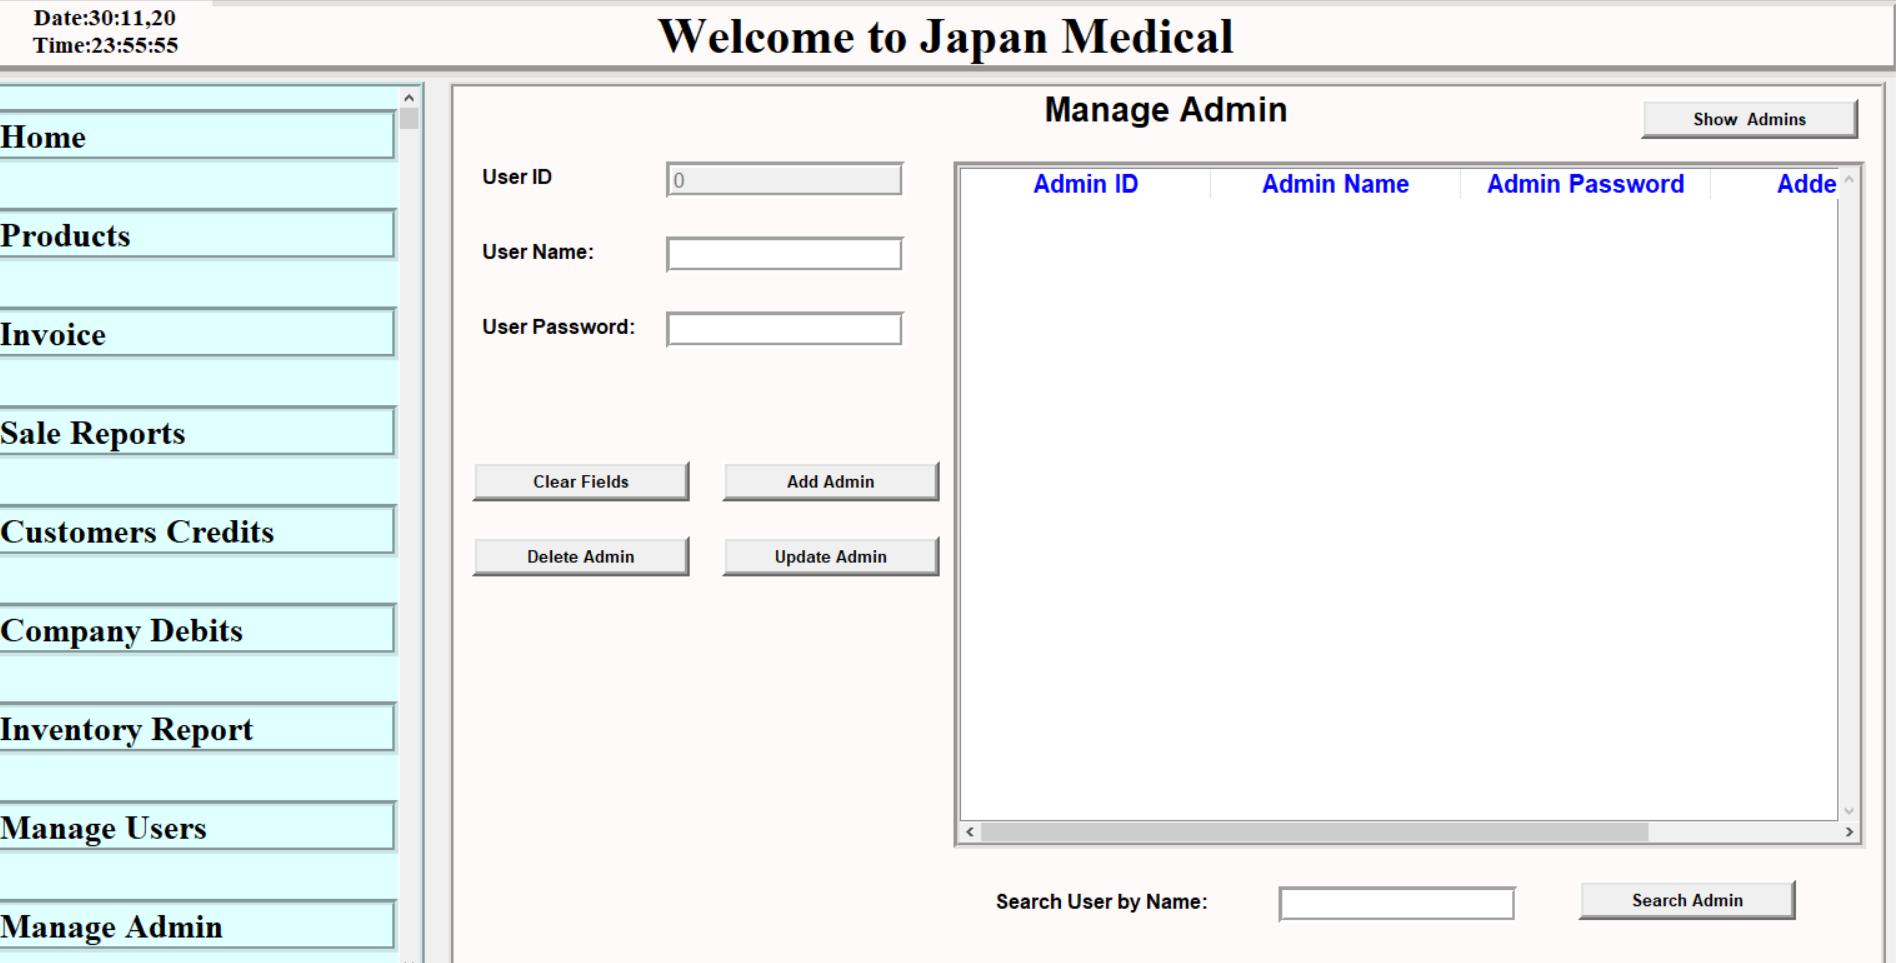 Date:30:11,20
Time:23:55:55
Welcome to Japan Medical
Home
Products
Invoice
Sale Reports
Customers Credits
Company Debits
Inventory Report
Manage Users
Manage Admin
Manage Admin
Show Admins
User ID
0
User Name:
User Password:
Clear Fields
Add Admin
Delete Admin
Update Admin
Admin ID
Admin Name
Admin Password
Adde
Search User by Name:
Search Admin